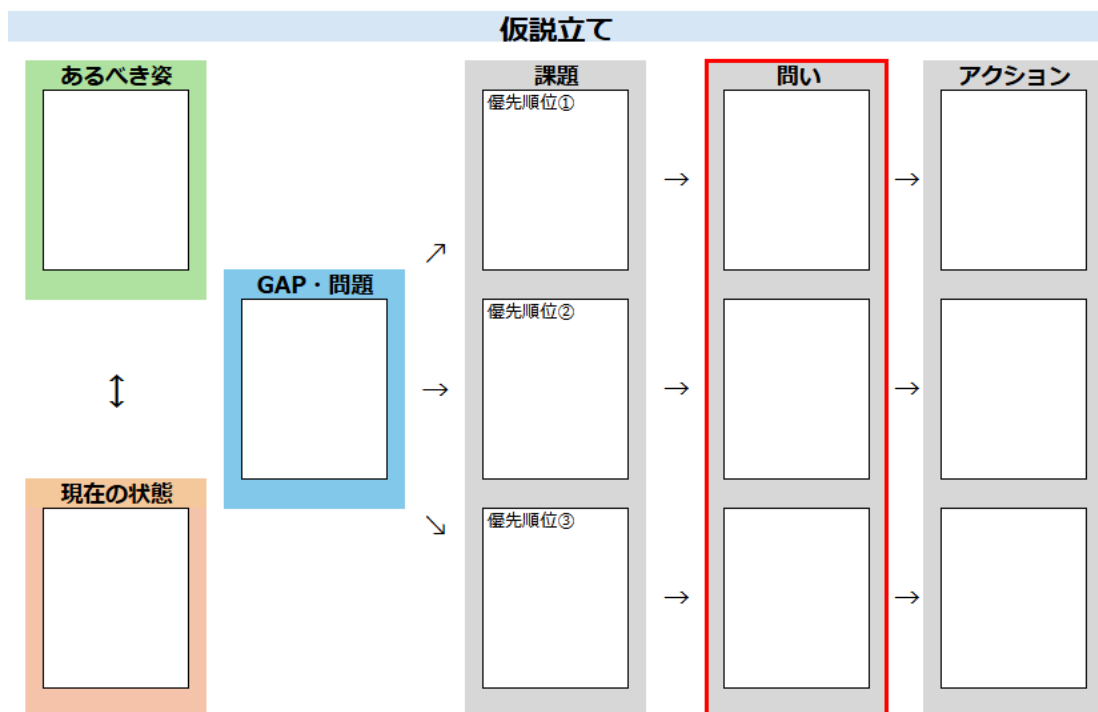 仮説立て
あるべき姿
課題
問い
アクション
優先順位①
→
→
↗
GAP・問題
優先順位②
↕
→
→
→
現在の状態
優先順位③
↘
→
→